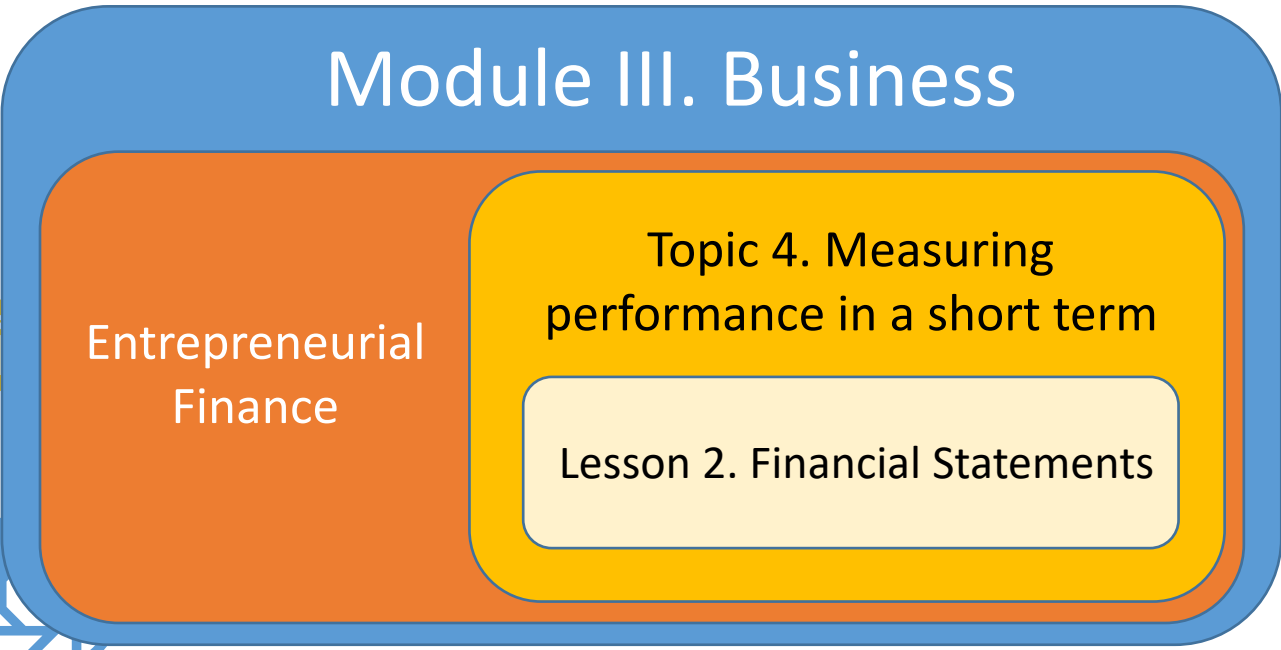 Module III. Business
Entrepreneurial
Finance
Topic 4. Measuring
performance in a short term
Lesson 2. Financial Statements